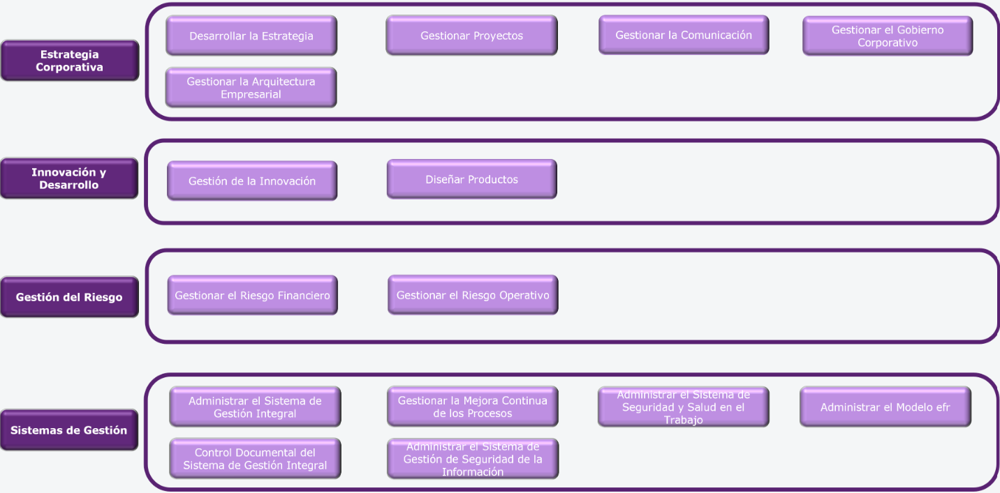 Estrategia
Corporativa
Desarrollar la Estrategia
Gestionar Proyectos
Gestionar la Comunicación
Gestionar el Gobierno
Corporativo
Gestionar la Arquitectura
Empresarial
Innovación y
Desarrollo
Gestión de la Innovación
Diseñar Productos
Gestión del Riesgo
Gestionar el Riesgo Financiero
Gestionar el Riesgo Operativo
Sistemas de Gestión
Administrar el Sistema de
Gestión Integral
Gestionar la Mejora Continua
de los Procesos
Administrar el Sistema de
Seguridad y Salud en el
Trabajo
Administrar el Modelo efr
Control Documental del
Sistema de Gestión Integral
Administrar el Sistema de
Gestión de Seguridad de la
Información